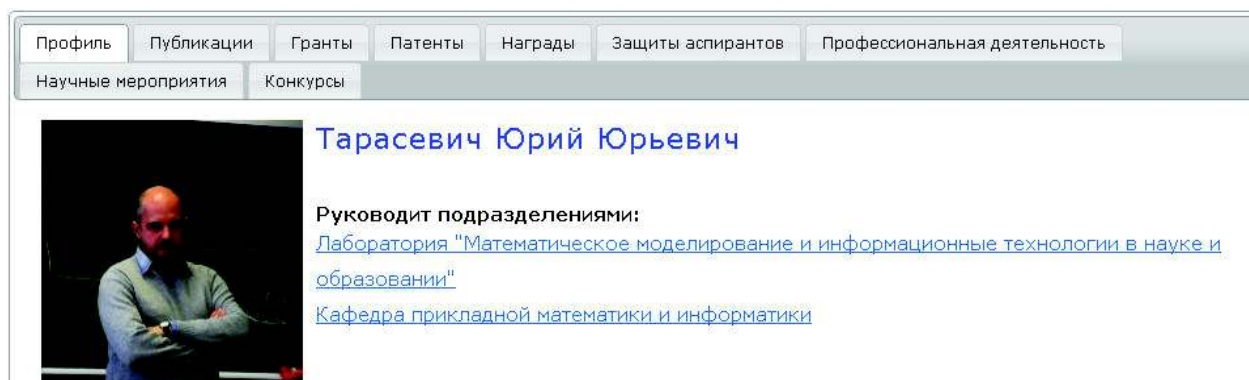 Профиль Публикации Гранты Патенты Награды Защиты аспирантов Профессиональная деятельность
Научные мероприятия Конкурсы
Тарасевич Юрий Юрьевич
Руководит подразделениями:
Лаборатория "Математическое моделирование и информационные технологии в науке и
образовании"
Кафедра прикладной математики и информатики